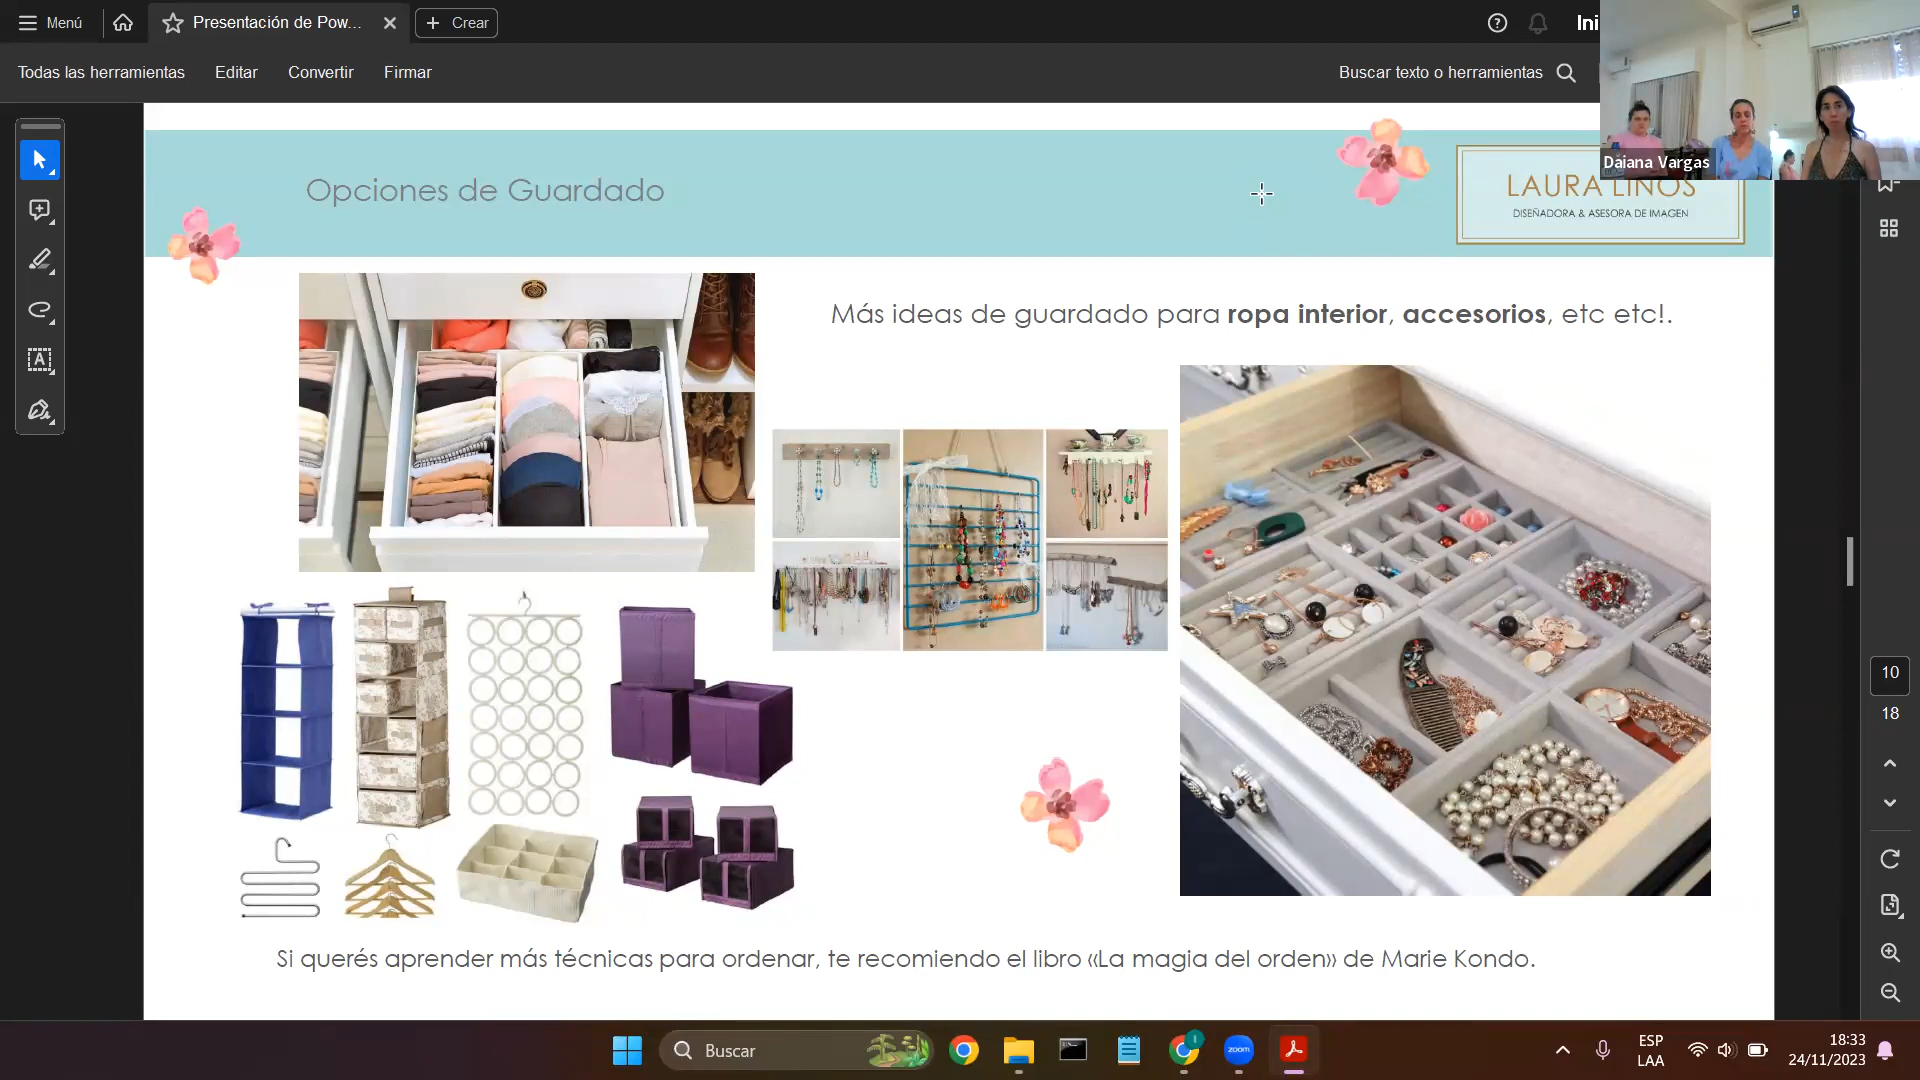 Menú
Presentación de Pow...
Crear
Ini
Todas las herramientas
Editar
Convertir
Firmar
Buscar texto o herramientas
Daiana Vargas
Opciones de Guardado
LAURA LINOS
DISEÑADORA & ASESORA DE IMAGEN
Más ideas de guardado para ropa interior, accesorios, etc etc!.
10
18
Si querés aprender más técnicas para ordenar, te recomiendo el libro «La magia del orden» de Marie Kondo.
Buscar
zoom
ESP
LAA
18:33
24/11/2023